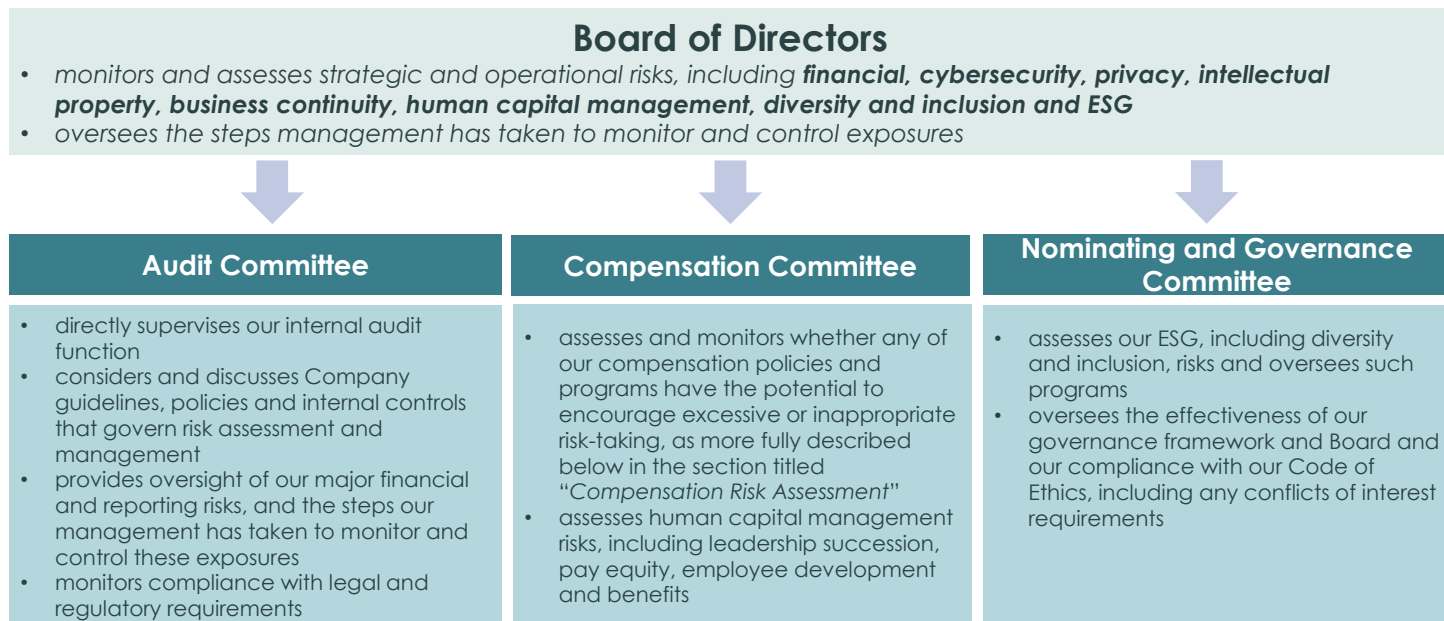 Board of Directors
• monitors and assesses strategic and operational risks, including financial, cybersecurity, privacy, intellectual
property, business continuity, human capital management, diversity and inclusion and ESG
• oversees the steps management has taken to monitor and control exposures
Audit Committee
• directly supervises our internal audit
function
• considers and discusses Company
guidelines, policies and internal controls
that govern risk assessment and
management
• provides oversight of our major financial
and reporting risks, and the steps our
management has taken to monitor and
control these exposures
• monitors compliance with legal and
regulatory requirements
Compensation Committee
• assesses and monitors whether any of
our compensation policies and
programs have the potential to
encourage excessive or inappropriate
risk-taking, as more fully described
below in the section titled
“Compensation Risk Assessment”
• assesses human capital management
risks, including leadership succession,
pay equity, employee development
and benefits
Nominating and Governance
Committee
• assesses our ESG, including diversity
and inclusion, risks and oversees such
programs
• oversees the effectiveness of our
governance framework and Board and
our compliance with our Code of
Ethics, including any conflicts of interest
requirements